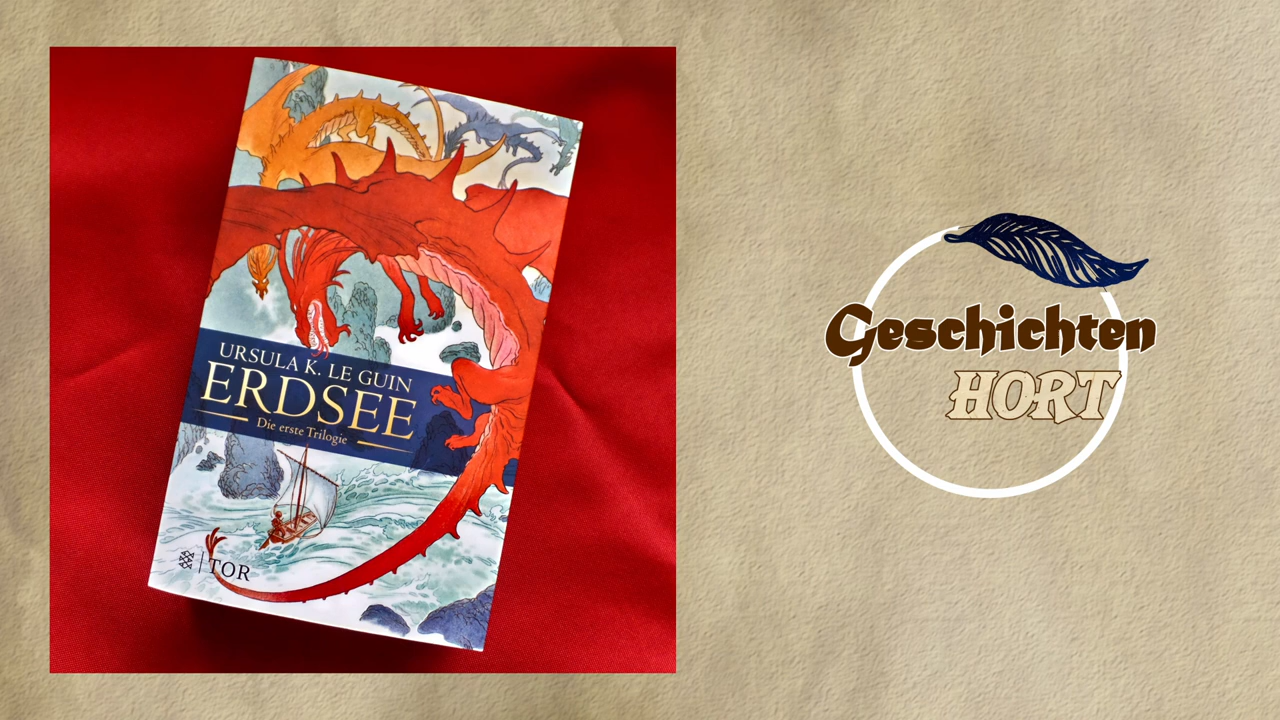 URSULA K. LE GUIN
ERDSEE
Die erste Trilogie
TOR
Geschichten
HORT